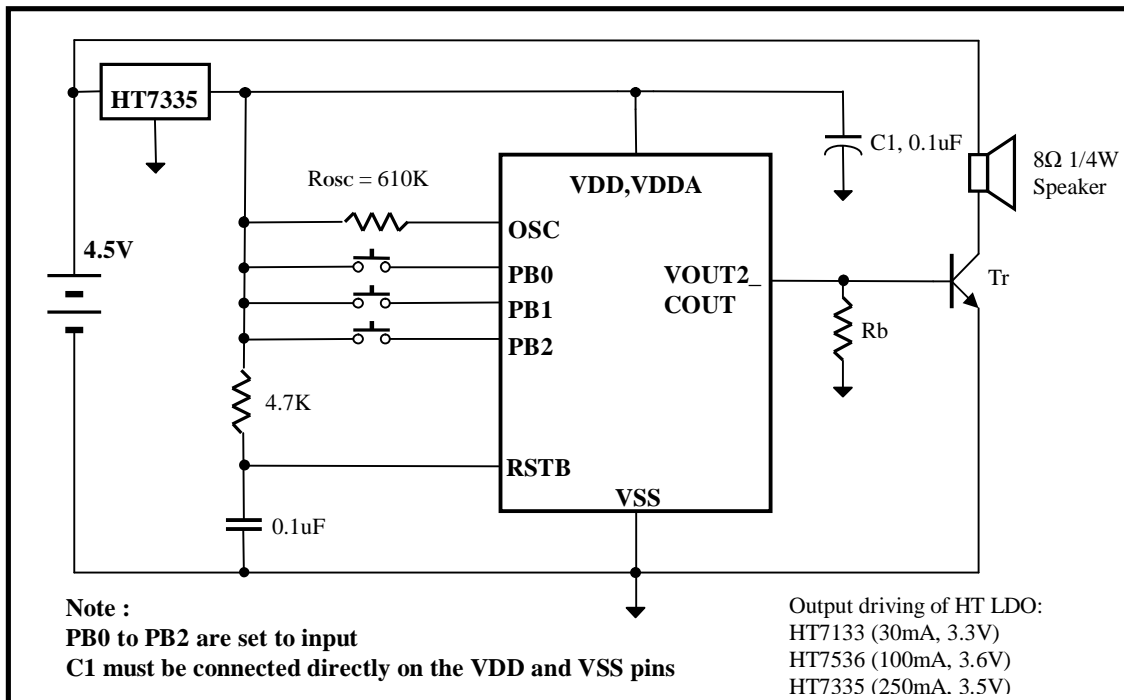 HT7335
C1, 0.1uF
8Ω 1/4W
Speaker
Rosc = 610K
VDD,VDDA
OSC
4.5V
PB0
PB1
PB2
VOUT2_
COUT
Tr
Rb
4.7K
RSTB
VSS
0.1uF
Note :
PB0 to PB2 are set to input
C1 must be connected directly on the VDD and VSS pins
Output driving of HT LDO:
HT7133 (30mA, 3.3V)
HT7536 (100mA, 3.6V)
HT7335 (250mA, 3.5V)